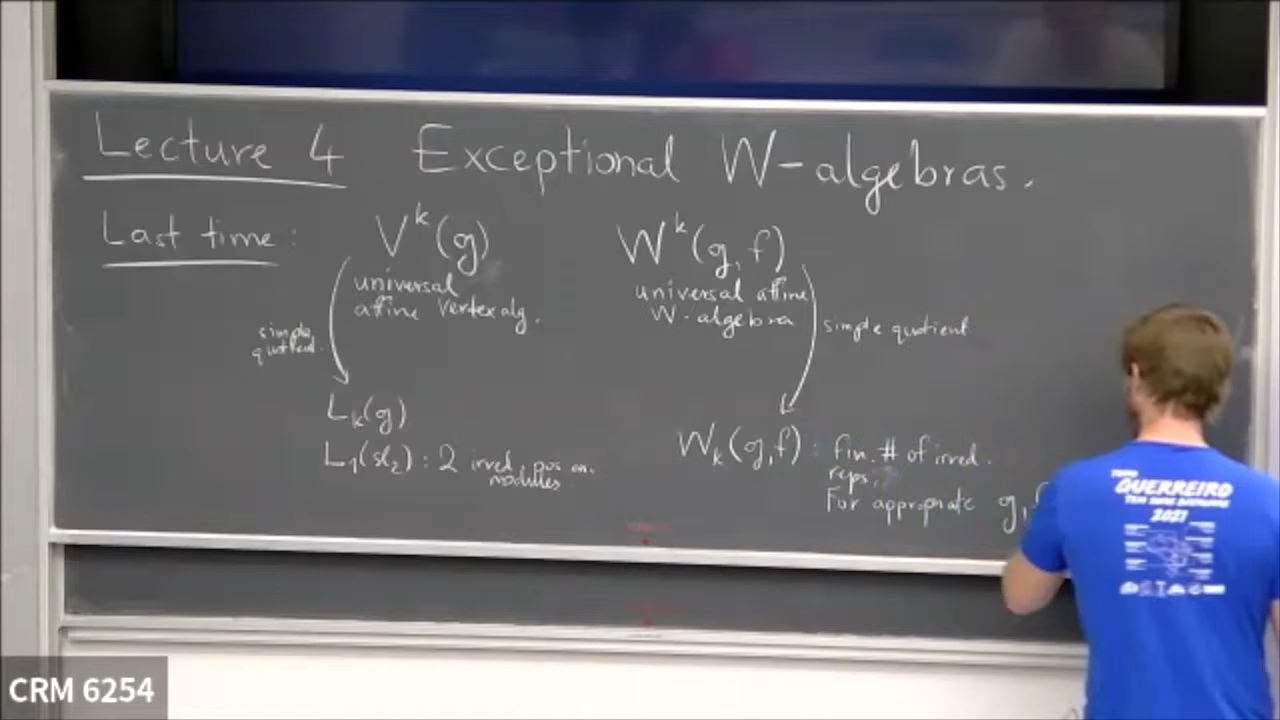 Lecture 4 Exceptional W-algebras.
Last time:
V^k(g)
universal
affine vertex alg.
simple
quotient.
L_k(g)
L_1(sl_2): 2 irred. pos en.
modules
W^k(g,f)
universal affine
W-algebra
simple quotient
W_k(g,f): fin. # of irred.
reps.
For appropriate g,f
GUERREIRO
2021
CRM 6254